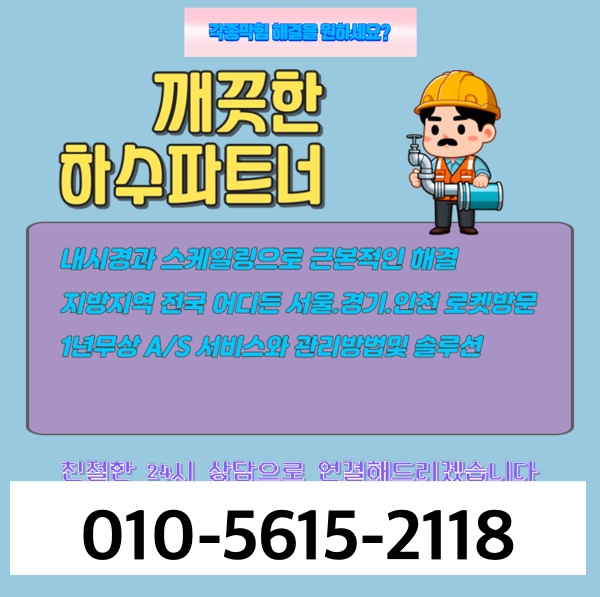 각종막힘 해결을 원하세요?
깨끗한
하수파트너
내시경과 스케일링으로 근본적인 해결
지방지역 전국 어디든 서울.경기.인천 로켓방문
1년무상 A/S 서비스와 관리방법및 솔루션
친절한 24시 상담으로 연결해드리겠습니다
010-5615-2118